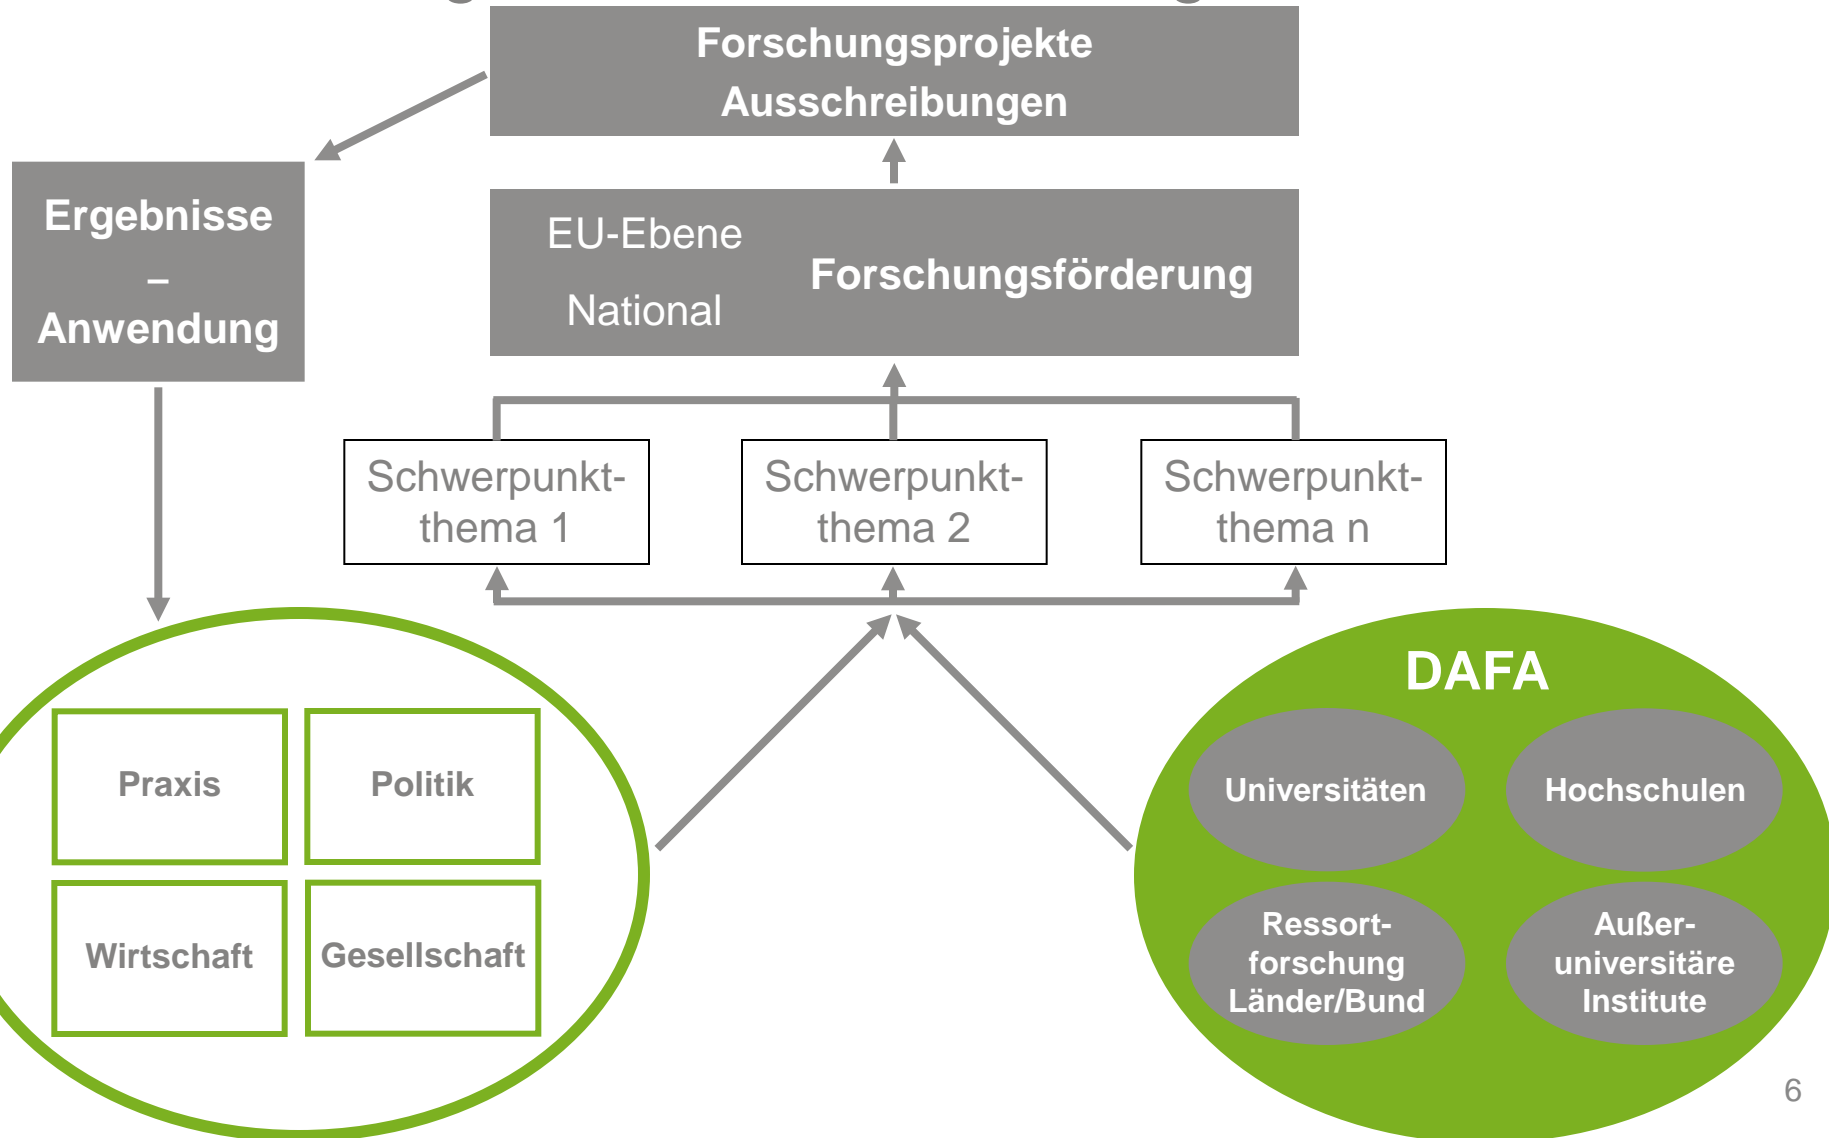 Forschungsprojekte
Ausschreibungen
Ergebnisse
–
Anwendung
EU-Ebene
National
Forschungsförderung
Schwerpunkt-
thema 1
Schwerpunkt-
thema 2
Schwerpunkt-
thema n
Praxis
Politik
Wirtschaft
Gesellschaft
DAFA
Universitäten
Hochschulen
Ressort-
forschung
Länder/Bund
Außer-
universitäre
Institute
6